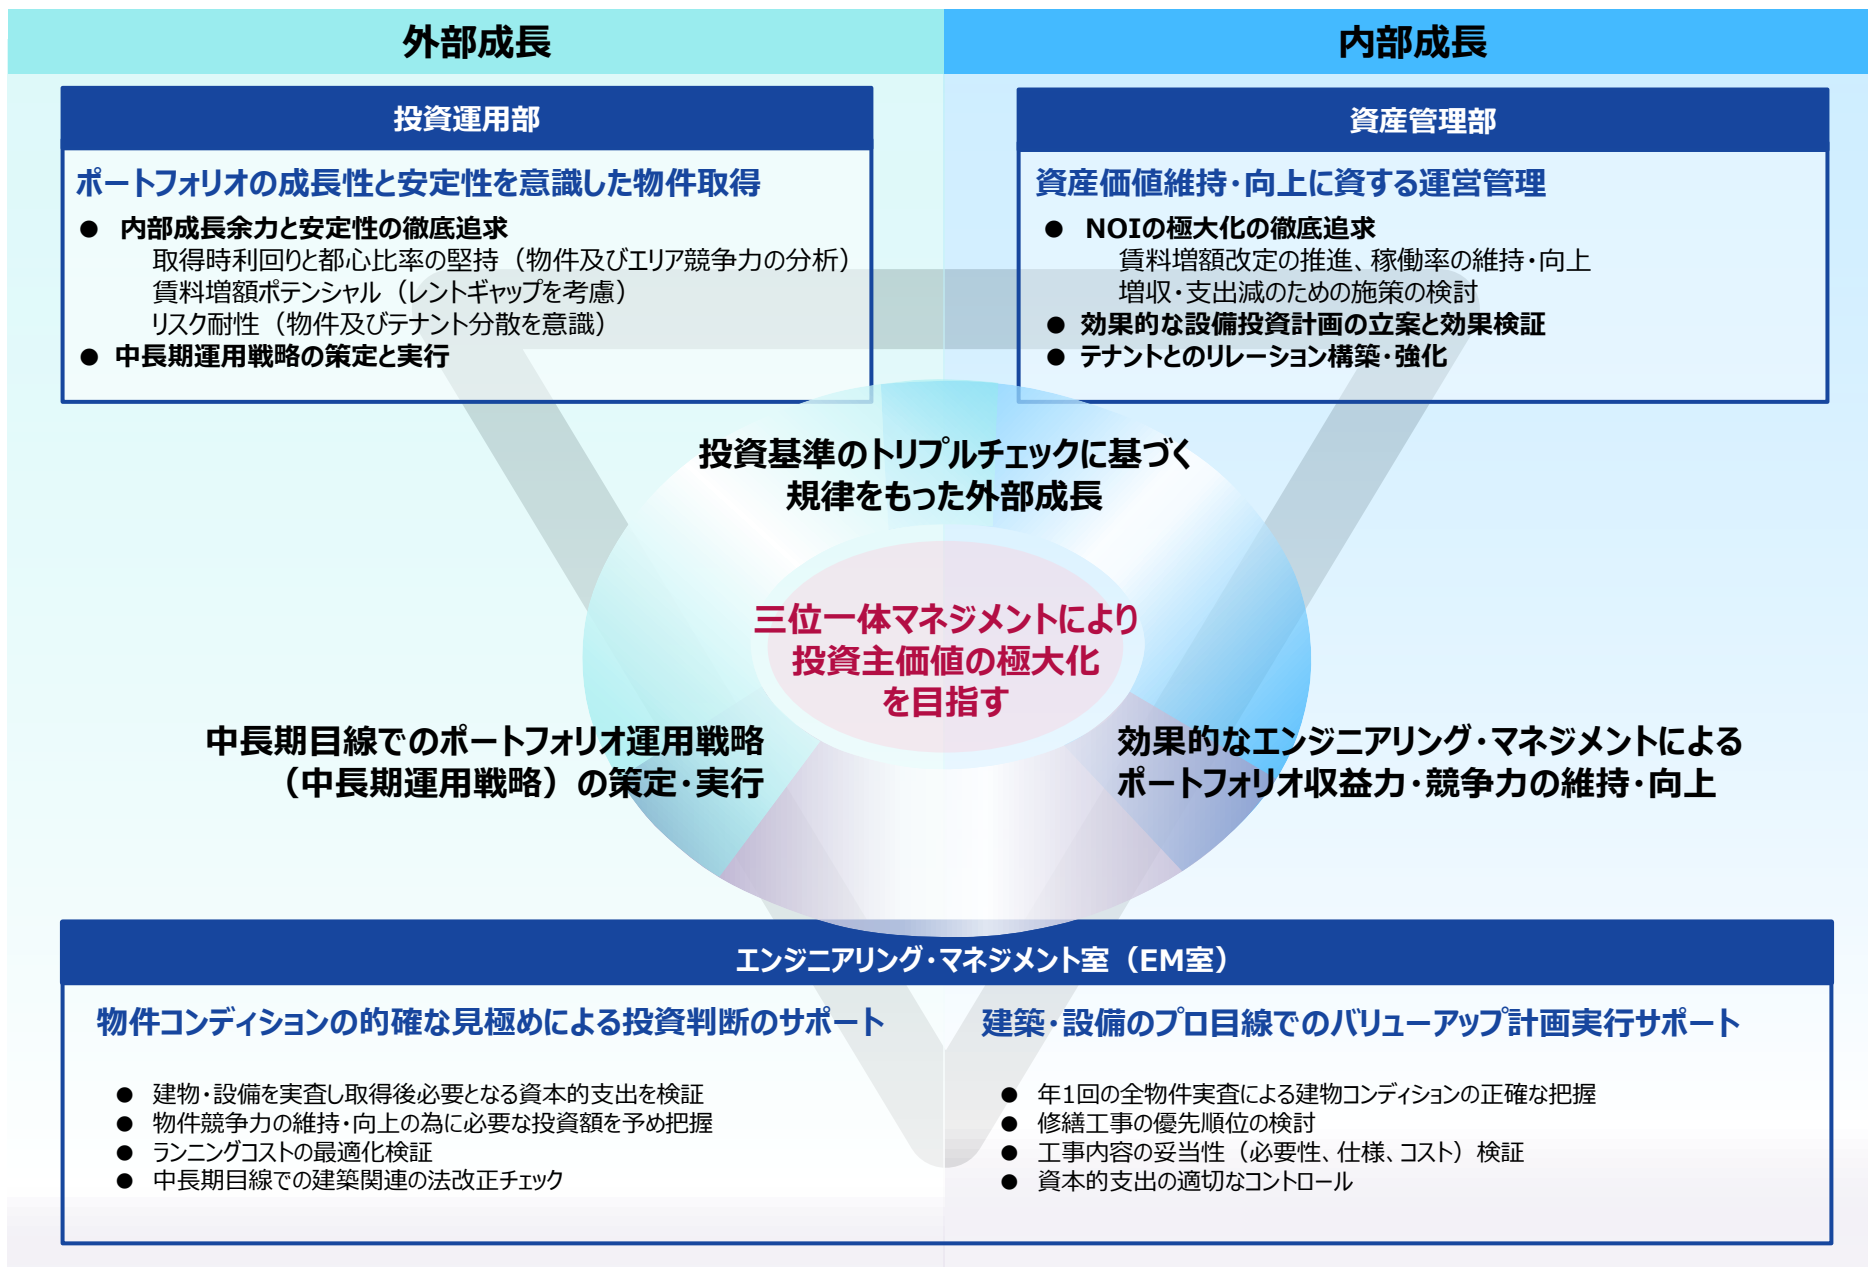 外部成長
内部成長
投資運用部
ポートフォリオの成長性と安定性を意識した物件取得
● 内部成長余力と安定性の徹底追求
取得時利回りと都心比率の堅持（物件及びエリア競争力の分析）
賃料増額ポテンシャル（レントギャップを考慮）
リスク耐性（物件及びテナント分散を意識）
● 中長期運用戦略の策定と実行
資産管理部
資産価値維持・向上に資する運営管理
● NOIの極大化の徹底追求
賃料増額改定の推進、稼働率の維持・向上
増収・支出減のための施策の検討
● 効果的な設備投資計画の立案と効果検証
● テナントとのリレーション構築・強化
投資基準のトリプルチェックに基づく
規律をもった外部成長
三位一体マネジメントにより
投資主価値の極大化
を目指す
中長期目線でのポートフォリオ運用戦略
（中長期運用戦略）の策定・実行
効果的なエンジニアリング・マネジメントによる
ポートフォリオ収益力・競争力の維持・向上
エンジニアリング・マネジメント室（EM室）
物件コンディションの的確な見極めによる投資判断のサポート
● 建物・設備を実査し取得後必要となる資本的支出を検証
● 物件競争力の維持・向上の為に必要な投資額を予め把握
● ランニングコストの最適化検証
● 中長期目線での建築関連の法改正チェック
建築・設備のプロ目線でのバリューアップ計画実行サポート
● 年1回の全物件実査による建物コンディションの正確な把握
● 修繕工事の優先順位の検討
● 工事内容の妥当性（必要性、仕様、コスト）検証
● 資本的支出の適切なコントロール